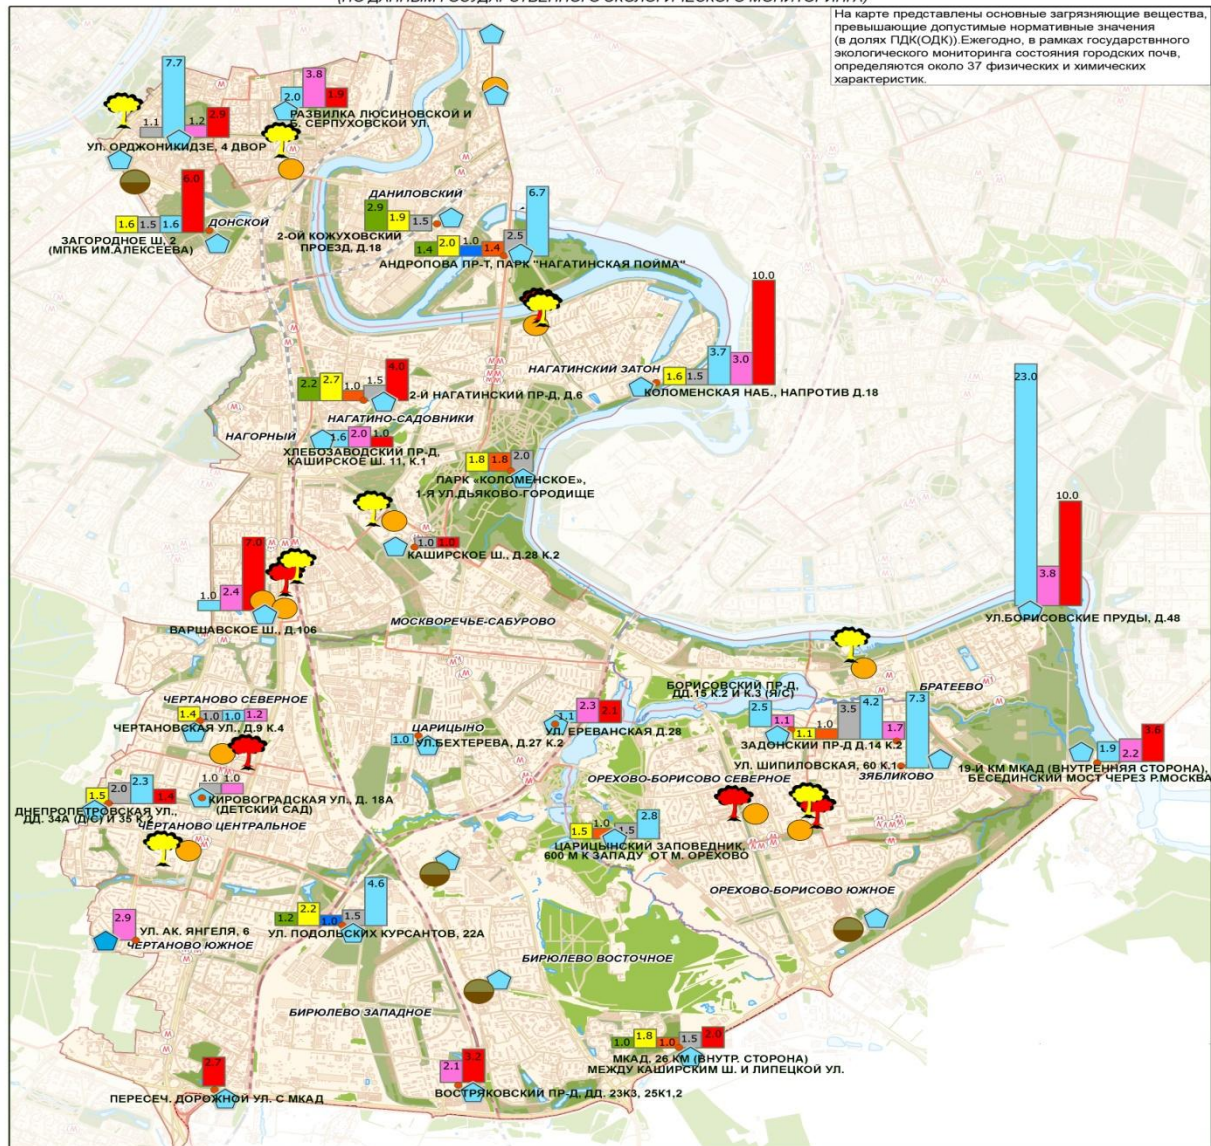 (ПО ДАННЫМ ГОСУДАРСТВЕННОГО ЭКОЛОГИЧЕСКОГО МОНИТОРИНГА)
На карте представлены основные загрязняющие вещества,
превышающие допустимые нормативные значения
(в долях ПДК(ОДК)).Ежегодно, в рамках государствнного
экологического мониторинга состояния городских почв,
определяются около 37 физических и химических
характеристик.
1.1 7.7 1.2 2.9
УЛ. ОРДЖОНИКИДЗЕ, 4 ДВОР
2.0 3.8 1.9
РАЗВИЛКА ЛЮСИНОВСКОЙ И
Б. СЕРПУХОВСКОЙ УЛ.
1.6 1.5 1.6 6.0
ДОНСКОЙ
ЗАГОРОДНОЕ Ш, 2
(МПКБ ИМ.АЛЕКСЕЕВА)
ДАНИЛОВСКИЙ
2.9 1.9 1.5
2-ОЙ КОЖУХОВСКИЙ
ПРОЕЗД, Д.18
1.4 2.0 1.0 1.4 2.5 6.7
АНДРОПОВА ПР-Т, ПАРК "НАГАТИНСКАЯ ПОЙМА"
НАГАТИНСКИЙ ЗАТОН
1.6 1.5 3.7 3.0 10.0
КОЛОМЕНСКАЯ НАБ., НАПРОТИВ Д.18
2.2 2.7 1.0 1.5 4.0
2-Й НАГАТИНСКИЙ ПР-Д, Д.6
НАГАТИНО-САДОВНИКИ
НАГОРНЫЙ
1.6 2.0 1.0
ХЛЕБОЗАВОДСКИЙ ПР-Д,
КАШИРСКОЕ Ш. 11, К.1
1.8 1.8 2.0
ПАРК «КОЛОМЕНСКОЕ»,
1-Я УЛ.ДЬЯКОВО-ГОРОДИЩЕ
1.0 1.0
КАШИРСКОЕ Ш., Д.28 К.2
1.0 2.4 7.0
ВАРШАВСКОЕ Ш., Д.106
МОСКВОРЕЧЬЕ-САБУРОВО
23.0 3.8 10.0
УЛ.БОРИСОВСКИЕ ПРУДЫ, Д.48
БРАТЕЕВО
ЧЕРТАНОВО СЕВЕРНОЕ
1.4 1.0 1.0 1.2
ЧЕРТАНОВСКАЯ УЛ., Д.9 К.4
ЦАРИЦЫНО
1.0
УЛ.БЕХТЕРЕВА, Д.27 К.2
1.1 2.3 2.1
УЛ. ЕРЕВАНСКАЯ Д.28
БОРИСОВСКИЙ ПР-Д,
ДД.15 К.2 И К.3 (Я/С)
2.5 1.1
1.1 1.0 3.5 4.2 1.7
ЗАДОНСКИЙ ПР-Д Д.14 К.2
7.3
УЛ. ШИПИЛОВСКАЯ, 60 К.1
ЗЯБЛИКОВО
1.9 2.2 3.6
19-Й КМ МКАД (ВНУТРЕННЯЯ СТОРОНА),
БЕСЕДИНСКИЙ МОСТ ЧЕРЕЗ Р.МОСКВА
ОРЕХОВО-БОРИСОВО СЕВЕРНОЕ
1.5 2.0 2.3 1.4
ДНЕПРОПЕТРОВСКАЯ УЛ.,
ДД. 34А (Д/С) И 35 К.2
1.0 1.0
КИРОВОГРАДСКАЯ УЛ., Д. 18А
(ДЕТСКИЙ САД)
ЧЕРТАНОВО ЦЕНТРАЛЬНОЕ
1.5 1.0 1.5 2.8
ЦАРИЦЫНСКИЙ ЗАПОВЕДНИК,
600 М К ЗАПАДУ ОТ М. ОРЕХОВО
ОРЕХОВО-БОРИСОВО ЮЖНОЕ
2.9
УЛ. АК. ЯНГЕЛЯ, 6
ЧЕРТАНОВО ЮЖНОЕ
1.2 2.2 1.0 1.5 4.6
УЛ. ПОДОЛЬСКИХ КУРСАНТОВ, 22А
БИРЮЛЕВО ВОСТОЧНОЕ
БИРЮЛЕВО ЗАПАДНОЕ
1.0 1.8 1.0 1.5 2.0
МКАД, 26 КМ (ВНУТР. СТОРОНА)
МЕЖДУ КАШИРСКИМ Ш. И ЛИПЕЦКОЙ УЛ.
2.7
ПЕРЕСЕЧ. ДОРОЖНОЙ УЛ. С МКАД
2.1 3.2
ВОСТРЯКОВСКИЙ ПР-Д, ДД. 23К3, 25К1,2